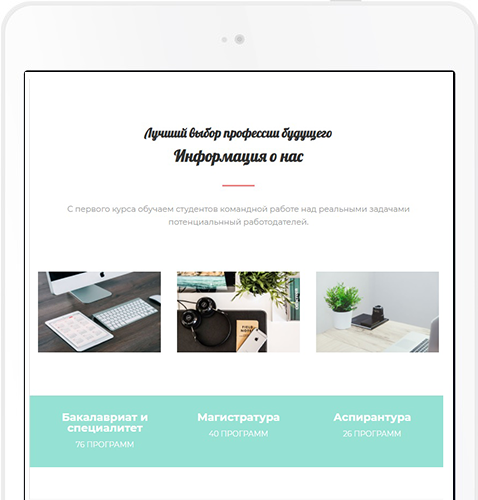 Лучший выбор профессии будущего
Информация о нас
С первого курса обучаем студентов командной работе над реальными задачами
потенциальнный работодателей.
Бакалавриат и
специалитет
76 ПРОГРАММ
Магистратура
40 ПРОГРАММ
Аспирантура
26 ПРОГРАММ